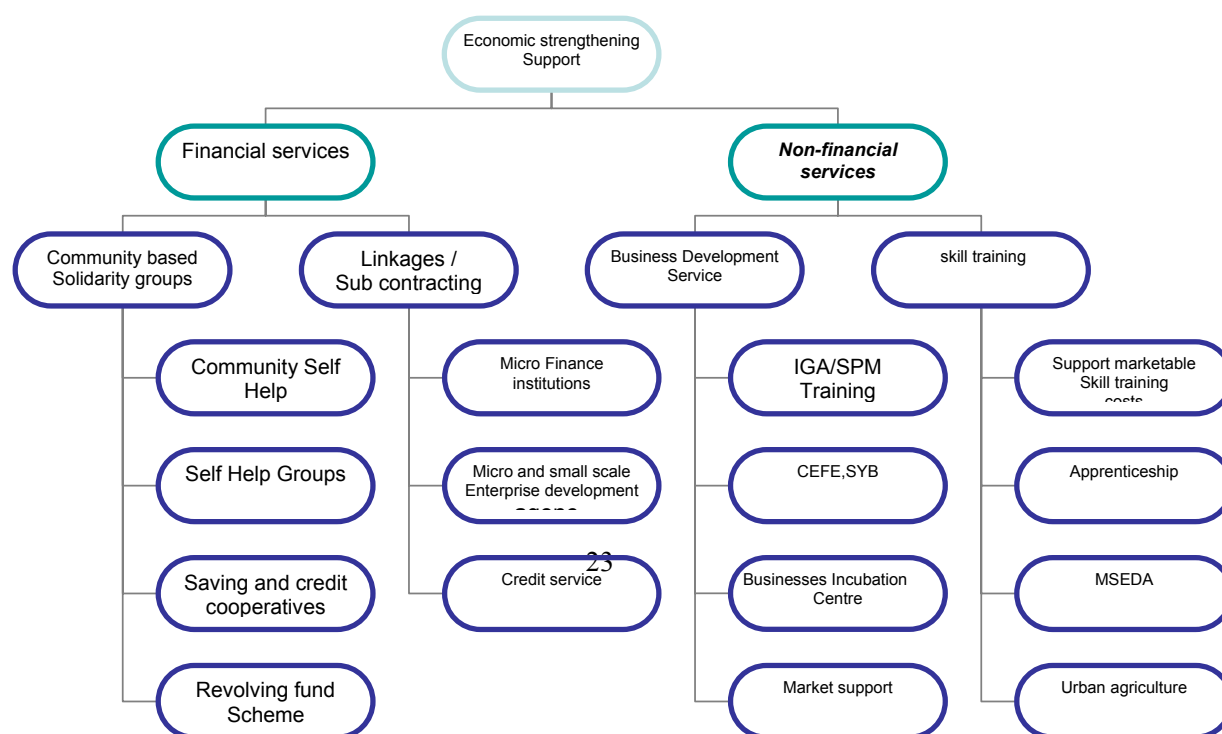 Economic strengthening
Support
Financial services
Non-financial
services
Community based
Solidarity groups
Linkages /
Sub contracting
Business Development
Service
skill training
Community Self
Help
Micro Finance
institutions
IGA/SPM
Training
Support marketable
Skill training
costs
Self Help Groups
Micro and small scale
Enterprise development
CEFE,SYB
Apprenticeship
23
Saving and credit
cooperatives
Credit service
Businesses Incubation
Centre
MSEDA
Revolving fund
Scheme
Market support
Urban agriculture